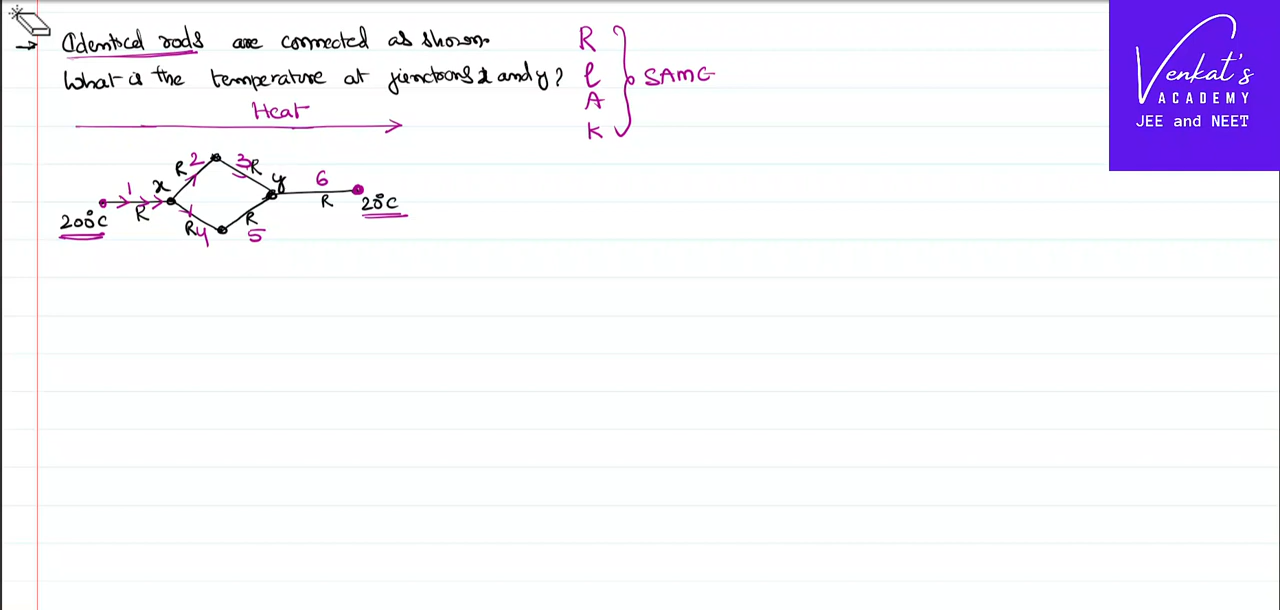 → Identical rods are connected as shown.
What is the temperature at junctions x and y?
R
l
A
K
SAME
Heat
1
R
x
R
2
3
R
y
6
R
200°C
20°C
R
4
R
5
Venkat's
ACADEMY
JEE and NEET